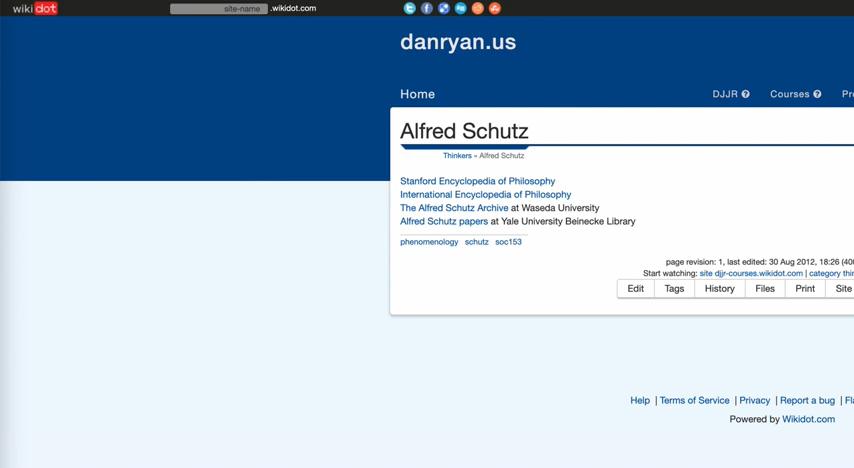 wikidot site-name .wikidot.com
danryan.us
Home DJJR Courses
Alfred Schutz
Thinkers » Alfred Schutz
Stanford Encyclopedia of Philosophy
International Encyclopedia of Philosophy
The Alfred Schutz Archive at Waseda University
Alfred Schutz papers at Yale University Beinecke Library
phenomenology schutz soc153
page revision: 1, last edited: 30 Aug 2012, 18:26 (400
Start watching: site djjr-courses.wikidot.com | category thin
Edit Tags History Files Print Site
Help | Terms of Service | Privacy | Report a bug | Fla
Powered by Wikidot.com